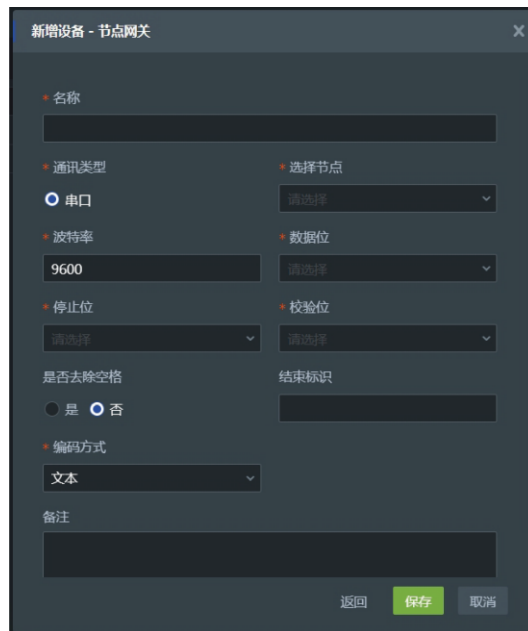 新增设备 - 节点网关
* 名称
* 通讯类型
* 选择节点
串口
请选择
* 波特率
* 数据位
9600
请选择
* 停止位
* 校验位
请选择
请选择
是否去除空格
结束标识
是 否
* 编码方式
文本
备注
返回 保存 取消